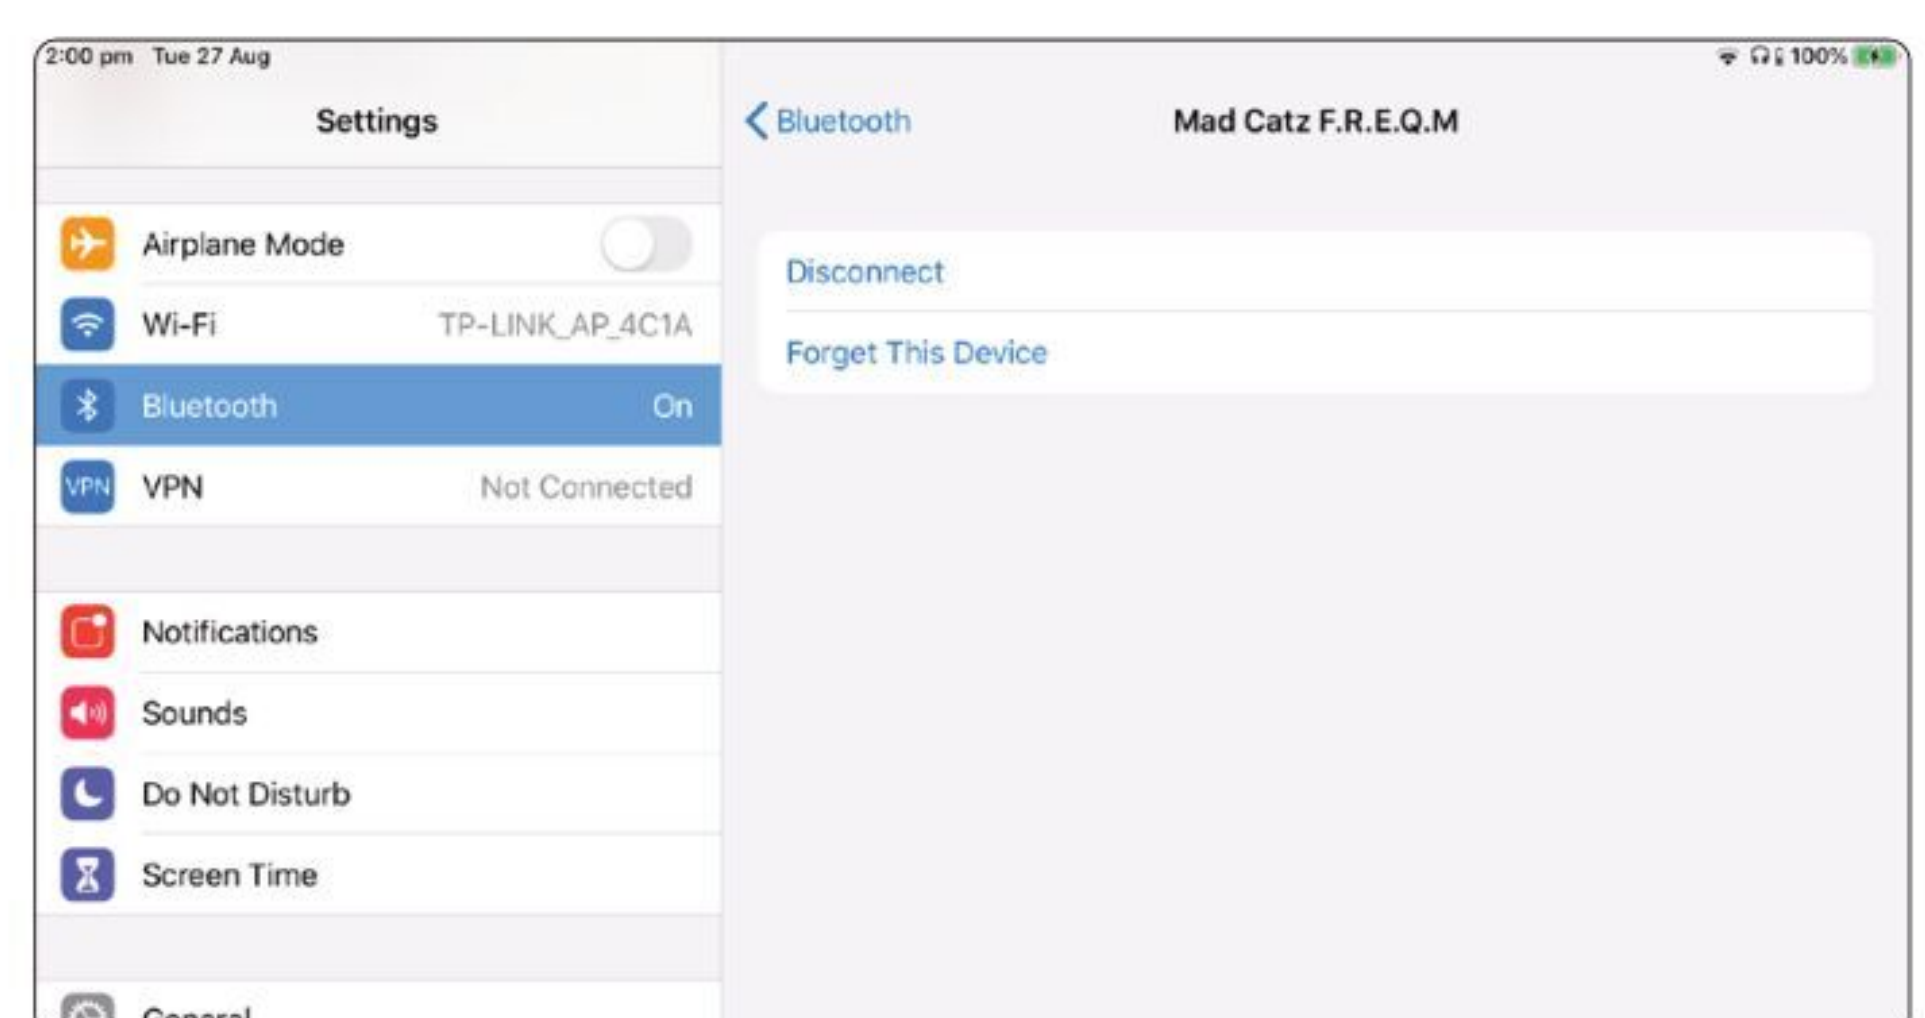 2:00 pm Tue 27 Aug
100%
Settings
Airplane Mode
Wi-Fi TP-LINK_AP_4C1A
Bluetooth On
VPN VPN Not Connected
Notifications
Sounds
Do Not Disturb
Screen Time
General
Bluetooth
Mad Catz F.R.E.Q.M
Disconnect
Forget This Device